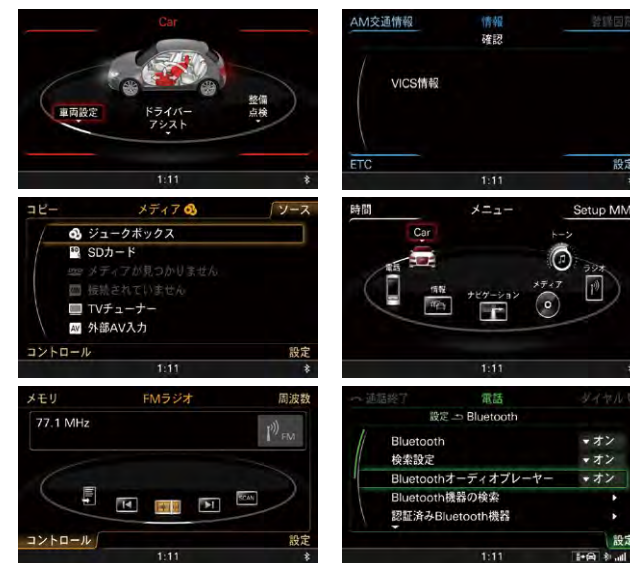 Car
車両設定
ドライバー
アシスト
整備
点検
1:11
AM交通情報
情報
確認
VICS情報
ETC
設定
1:11
コピー
メディア
ソース
ジュークボックス
SDカード
メディアが見つかりません
接続されていません
TVチューナー
AV 外部AV入力
コントロール
設定
1:11
時間
メニュー
Setup MM
Car
トーン
電話
情報
ナビゲーション
メディア
ラジオ
1:11
メモリ
FMラジオ
周波数
77.1 MHz
FM
SCAN
コントロール
設定
1:11
通話終了
電話
ダイヤル
設定 Bluetooth
Bluetooth オン
検索設定 オン
Bluetoothオーディオプレーヤー オン
Bluetooth機器の検索
認証済みBluetooth機器
設定
1:11